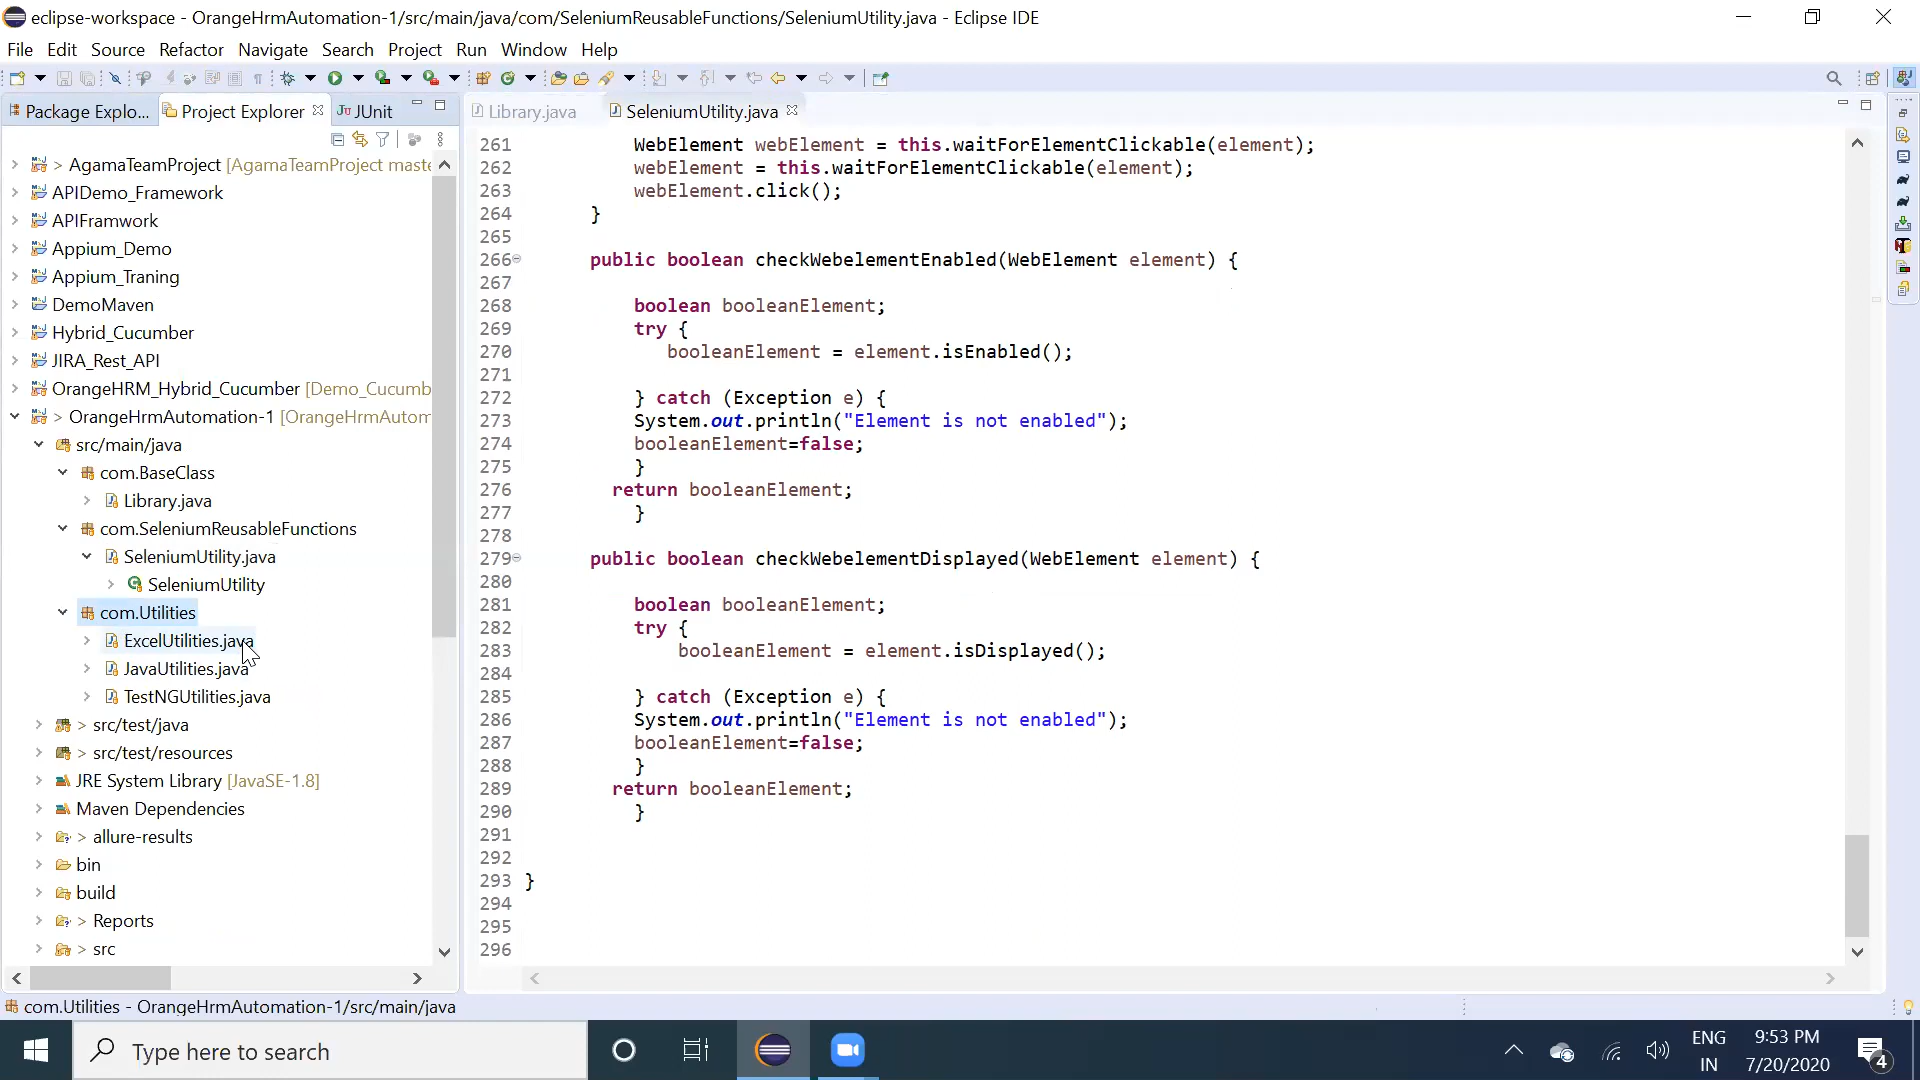 eclipse-workspace - OrangeHrmAutomation-1/src/main/java/com/SeleniumReusableFunctions/SeleniumUtility.java - Eclipse IDE
File Edit Source Refactor Navigate Search Project Run Window Help
Package Explo... Project Explorer JUnit Library.java SeleniumUtility.java
> AgamaTeamProject [AgamaTeamProject maste
APIDemo_Framework
APIFramwork
Appium_Demo
Appium_Traning
DemoMaven
Hybrid_Cucumber
JIRA_Rest_API
OrangeHRM_Hybrid_Cucumber [Demo_Cucumb
> OrangeHrmAutomation-1 [OrangeHrmAutom
src/main/java
com.BaseClass
Library.java
com.SeleniumReusableFunctions
SeleniumUtility.java
SeleniumUtility
com.Utilities
ExcelUtilities.java
JavaUtilities.java
TestNGUtilities.java
> src/test/java
> src/test/resources
JRE System Library [JavaSE-1.8]
Maven Dependencies
> allure-results
bin
build
> Reports
> src
261 WebElement webElement = this.waitForElementClickable(element);
262 webElement = this.waitForElementClickable(element);
263 webElement.click();
264 }
265
266 public boolean checkWebelementEnabled(WebElement element) {
267
268 boolean booleanElement;
269 try {
270 booleanElement = element.isEnabled();
271
272 } catch (Exception e) {
273 System.out.println("Element is not enabled");
274 booleanElement=false;
275 }
276 return booleanElement;
277 }
278
279 public boolean checkWebelementDisplayed(WebElement element) {
280
281 boolean booleanElement;
282 try {
283 booleanElement = element.isDisplayed();
284
285 } catch (Exception e) {
286 System.out.println("Element is not enabled");
287 booleanElement=false;
288 }
289 return booleanElement;
290 }
291
292
293 }
294
295
296
com.Utilities - OrangeHrmAutomation-1/src/main/java
Type here to search
ENG
IN
9:53 PM
7/20/2020
4